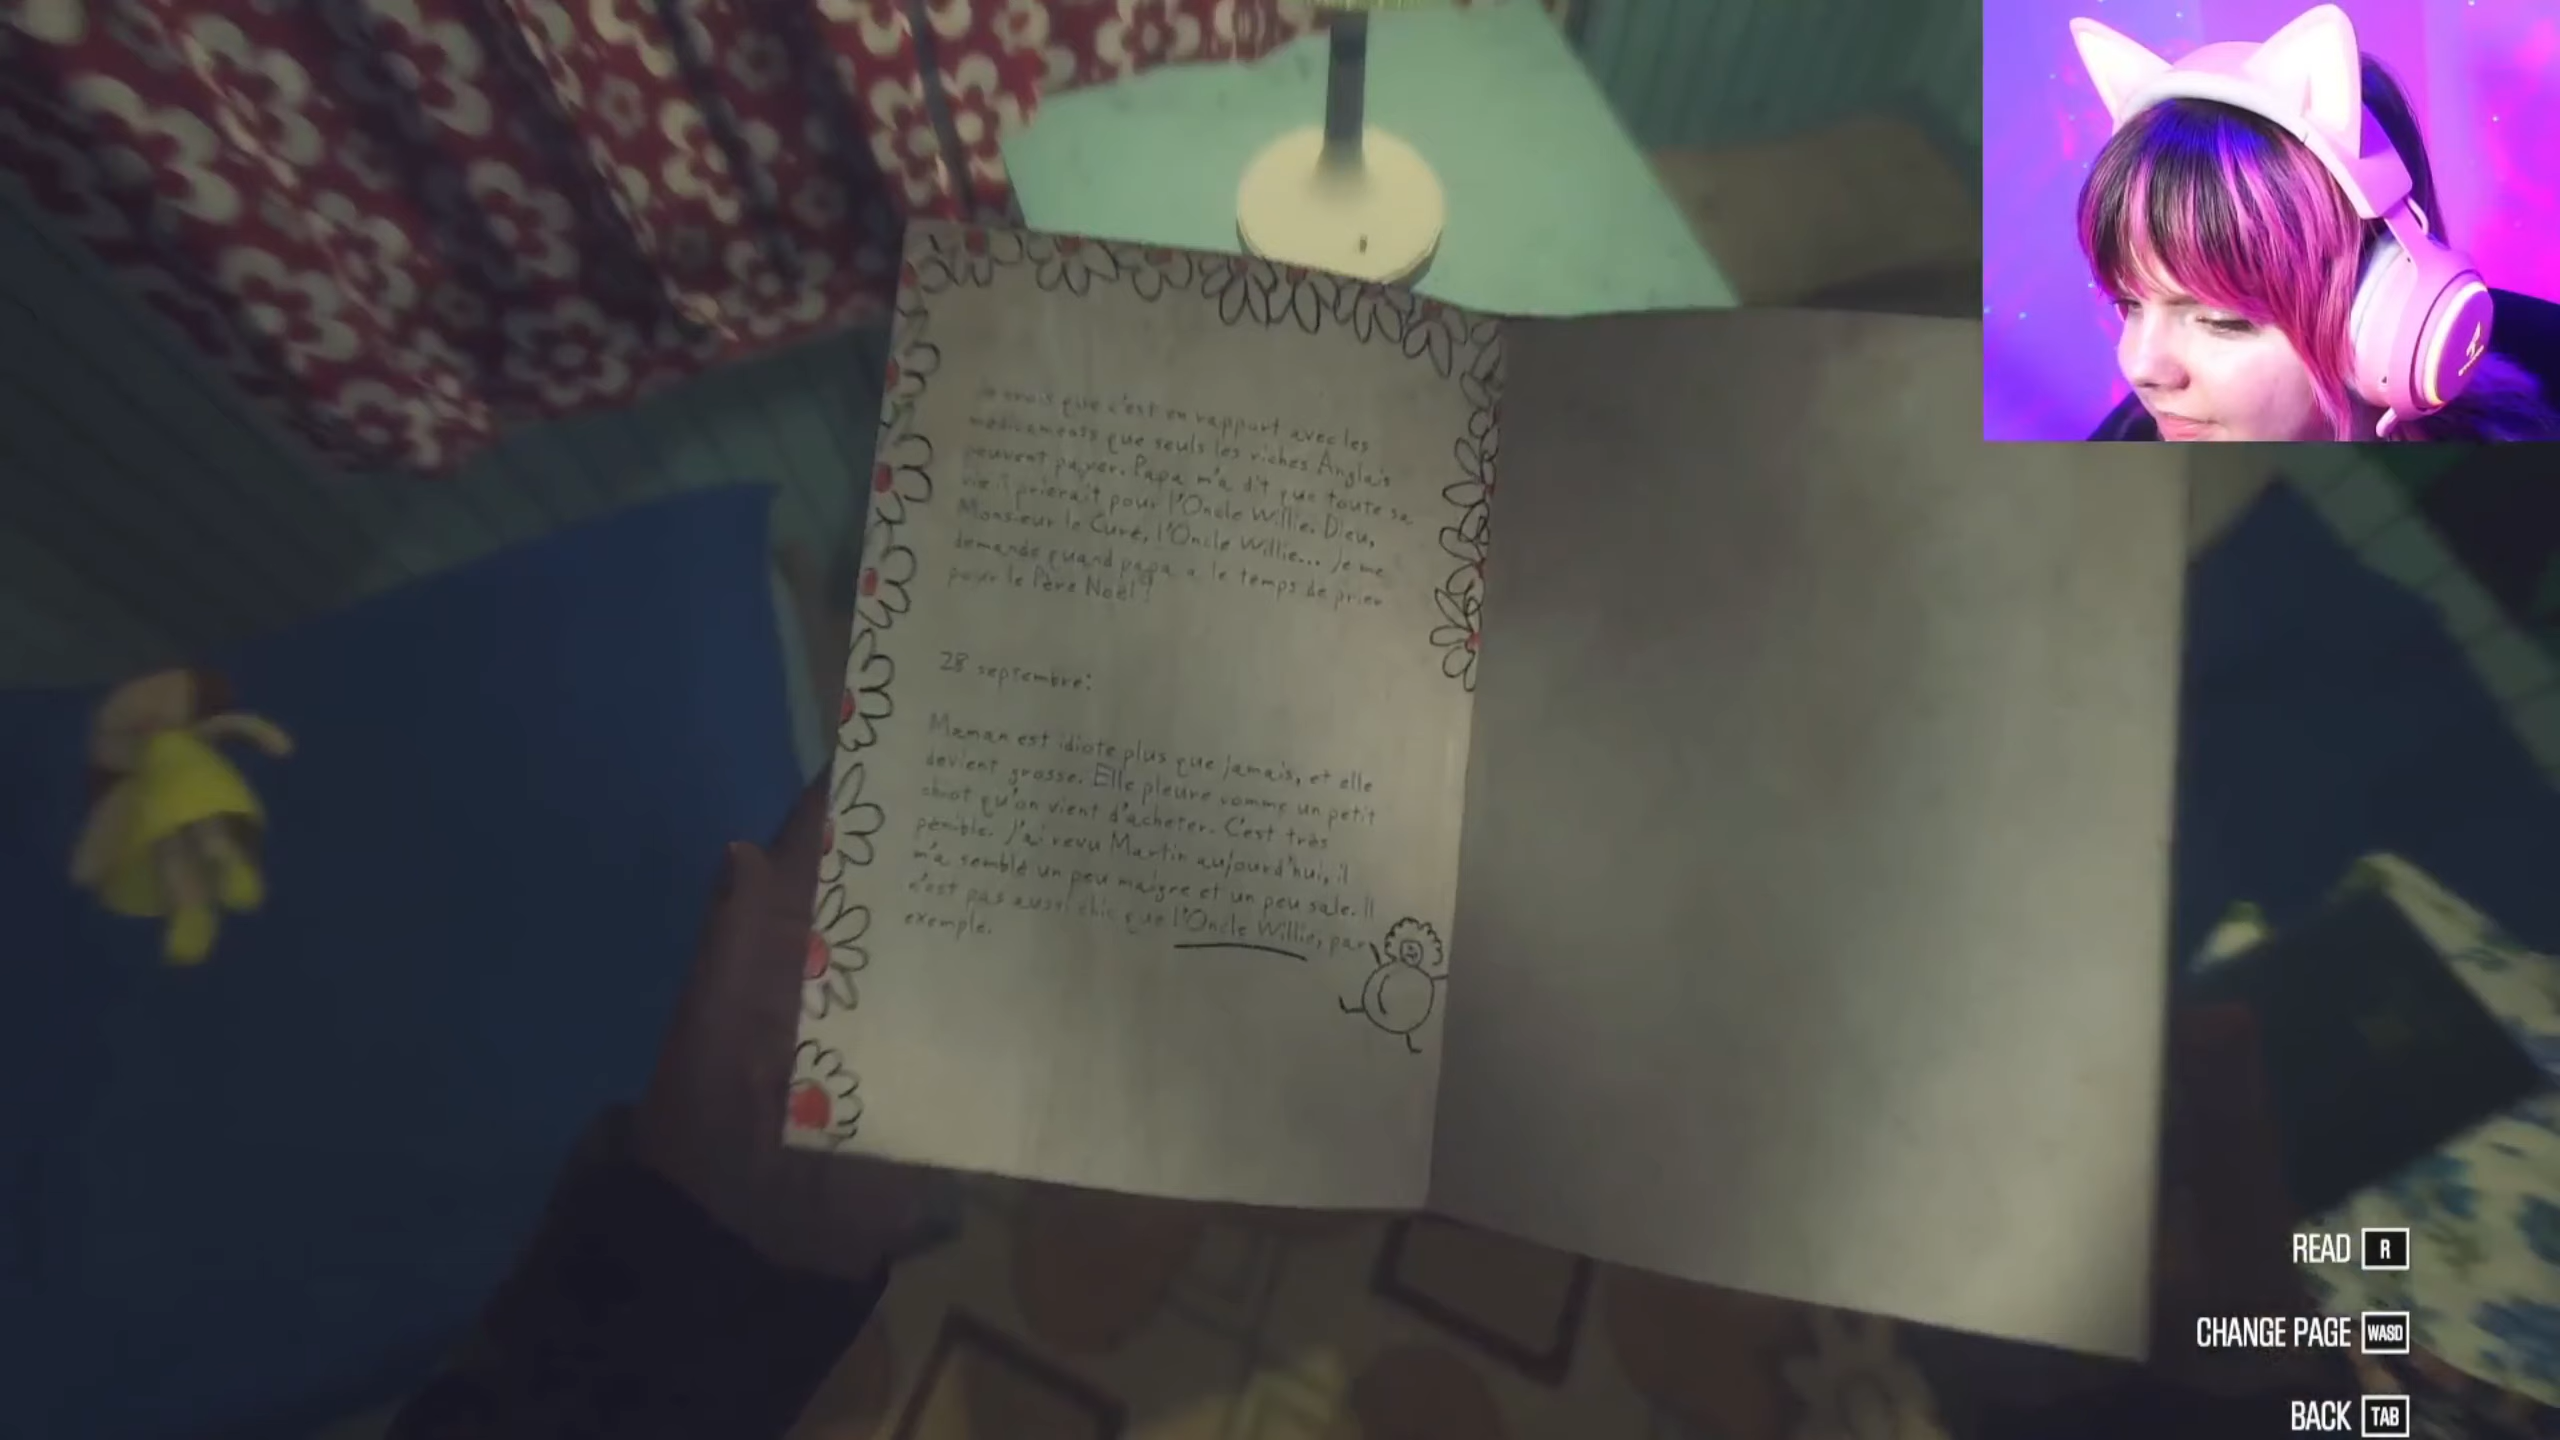 Je crois que c'est en rapport avec les
médicaments que seuls les riches Anglais
peuvent payer. Papa m'a dit que toute sa
vie il prierait pour l'Oncle Willie. Dieu,
Monsieur le Curé, l'Oncle Willie... je me
demande quand papa a le temps de prier
pour le Père Noël?
28 septembre:
Maman est idiote plus que jamais, et elle
devient grosse. Elle pleure comme un petit
chiot qu'on vient d'acheter. C'est très
pénible. J'ai revu Martin aujourd'hui, il
m'a semblé un peu maigre et un peu sale. Il
n'est pas aussi chic que l'Oncle Willie, par
exemple.
READ R
CHANGE PAGE WASD
BACK TAB